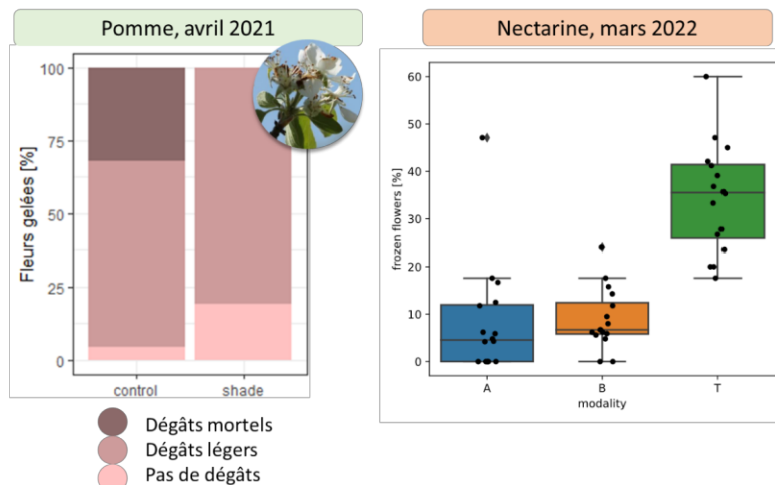 Pomme, avril 2021
Fleurs gelées [%]
100
75
50
25
0
control shade
Dégâts mortels
Dégâts légers
Pas de dégâts
Nectarine, mars 2022
frozen flowers [%]
60
50
40
30
20
10
0
A B T
modality